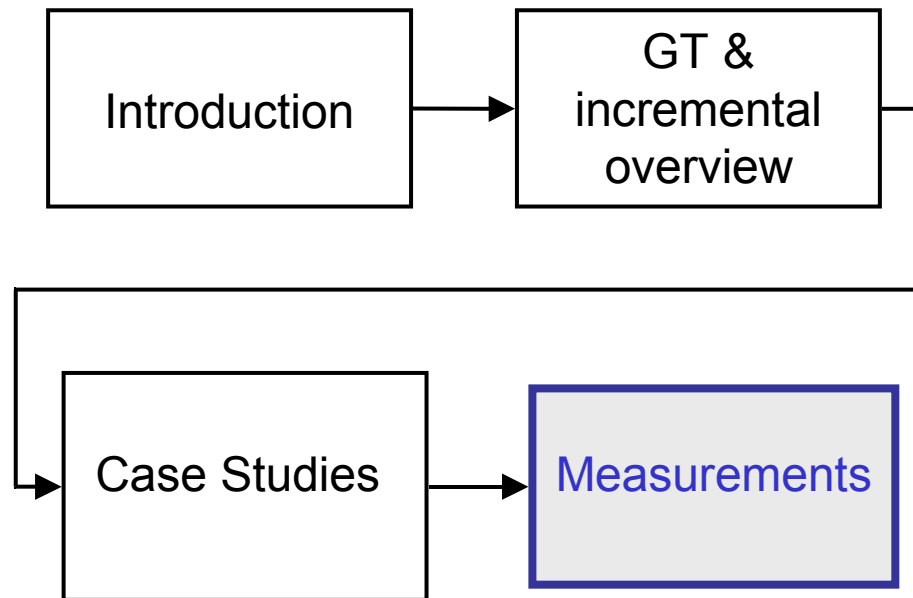 Introduction
GT &
incremental
overview
Case Studies
Measurements